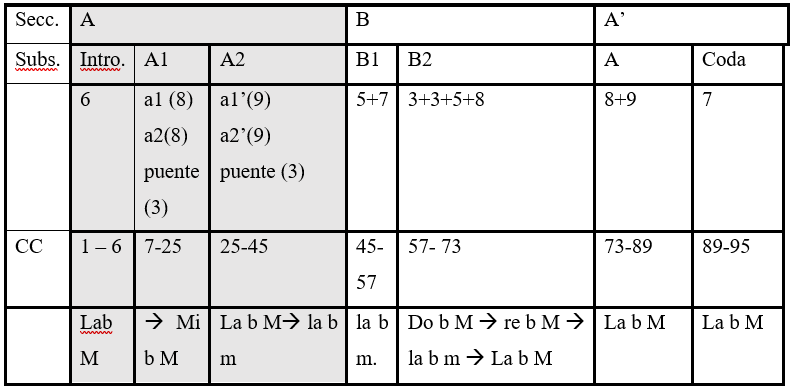 Secc. A B A’
Subs. Intro. A1 A2 B1 B2 A Coda
6 a1 (8) a1’(9) 5+7 3+3+5+8 8+9 7
a2(8) a2’(9)
puente puente (3)
(3)
CC 1 – 6 7-25 25-45 45- 57- 73 73-89 89-95
57
Lab → Mi La b M→ la b la b Do b M → re b M → La b M La b M
M b M m m. la b m → La b M